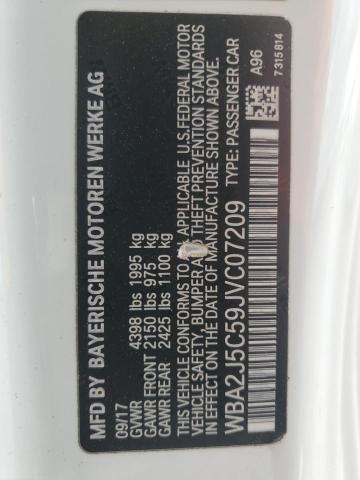 MFD BY BAYERISCHE MOTOREN WERKE AG
09/17
GVWR 4398 lbs 1995 kg
GAWR FRONT 2150 lbs 975 kg
GAWR REAR 2425 lbs 1100 kg
THIS VEHICLE CONFORMS TO ALL APPLICABLE U.S. FEDERAL MOTOR
VEHICLE SAFETY, BUMPER AND THEFT PREVENTION STANDARDS
IN EFFECT ON THE DATE OF MANUFACTURE SHOWN ABOVE.
WBA2J5C59JVC07209 TYPE: PASSENGER CAR
A96
7315814